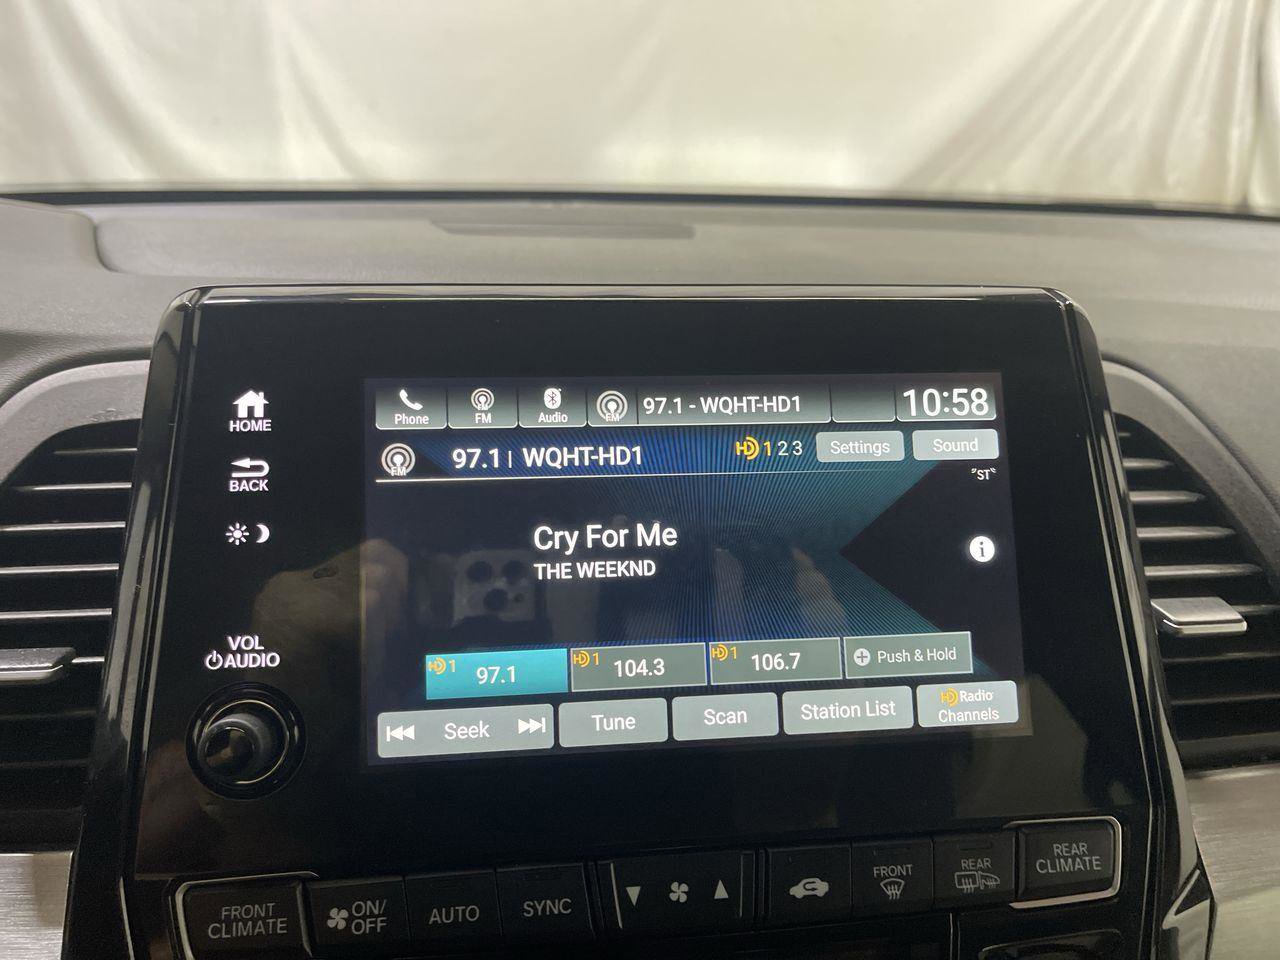 HOME
BACK
VOL
AUDIO
Phone
FM
Audio
FM
97.1 - WQHT-HD1
10:58
FM
97.1 | WQHT-HD1
HD 1 2 3
Settings
Sound
"ST"
Cry For Me
THE WEEKND
i
HD 1 97.1
HD 1 104.3
HD 1 106.7
+ Push & Hold
Seek
Tune
Scan
Station List
HD Radio
Channels
FRONT
CLIMATE
ON/
OFF
AUTO
SYNC
FRONT
REAR
REAR
CLIMATE